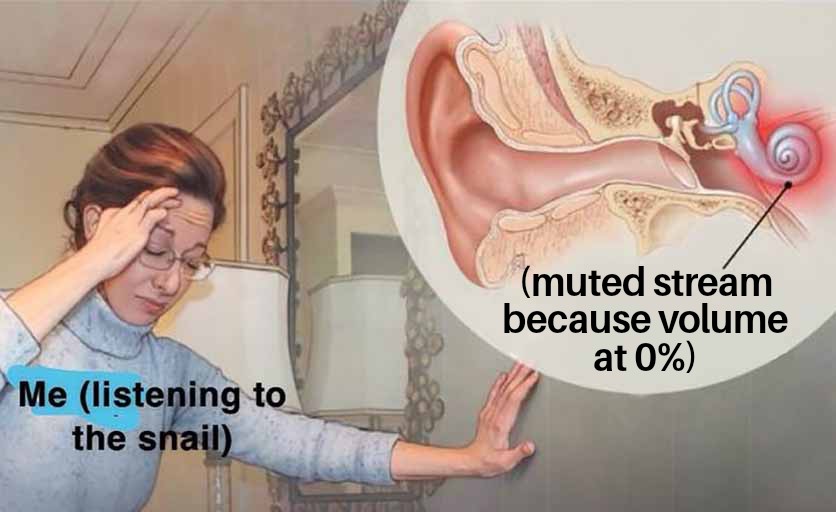 (muted stream
because volume
at 0%)
Me (listening to
the snail)